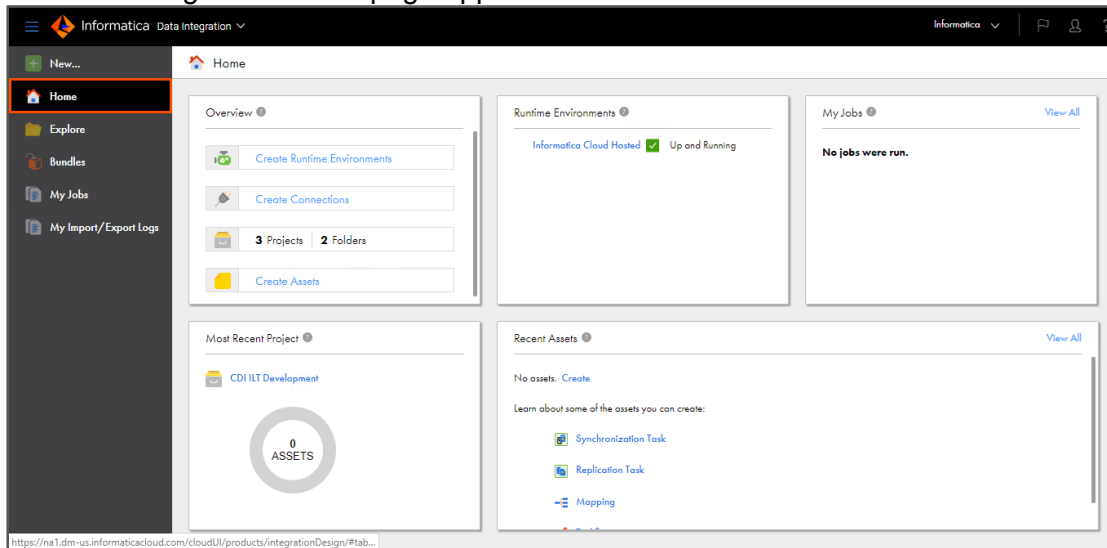 Informatica Data Integration
Informatica
?
New...
Home
Explore
Bundles
My Jobs
My Import/Export Logs
Home
Overview ?
Create Runtime Environments
Create Connections
3 Projects 2 Folders
Create Assets
Runtime Environments ?
Informatica Cloud Hosted Up and Running
My Jobs ? View All
No jobs were run.
Most Recent Project ?
CDI ILT Development
0
ASSETS
Recent Assets ? View All
No assets. Create
Learn about some of the assets you can create:
Synchronization Task
Replication Task
Mapping
https://na1.dm-us.informaticacloud.com/cloudUI/products/integrationDesign/#tab...